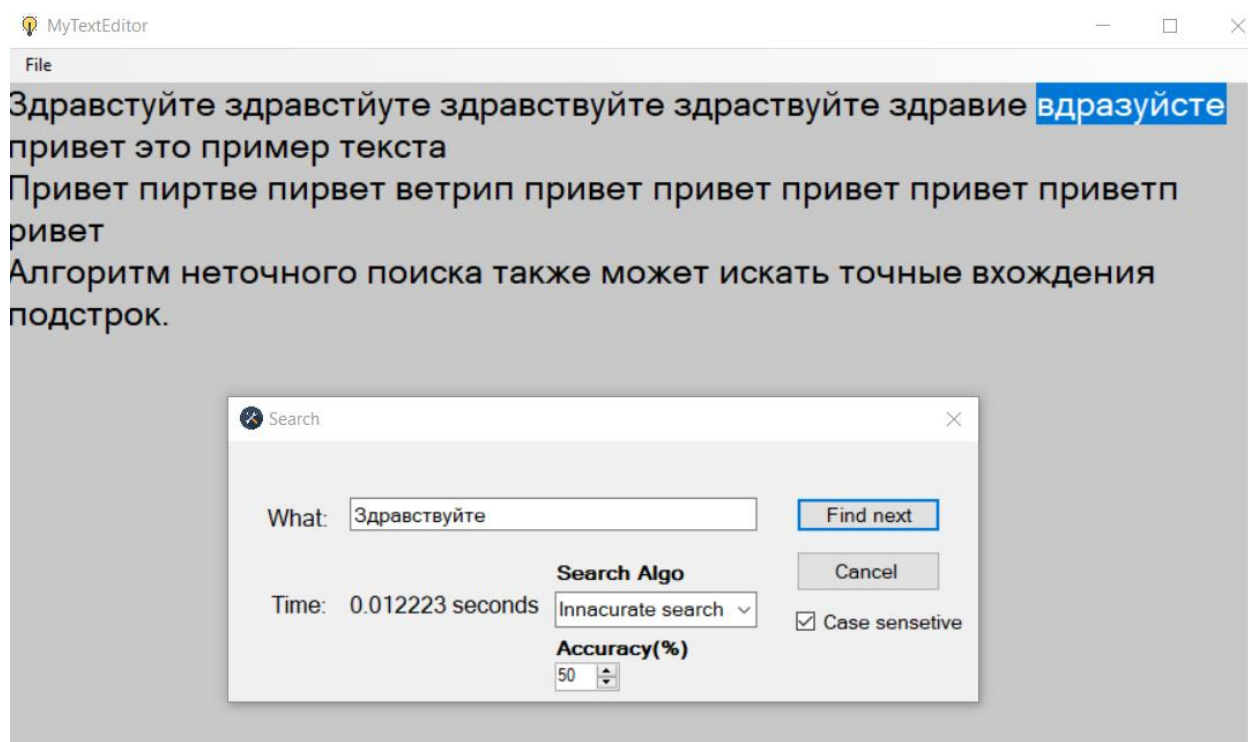 MyTextEditor
File
Здравстуйте здравстйуте здравствуйте здраствуйте здравие вдразуйсте
привет это пример текста
Привет пиртве пирвет ветрип привет привет привет привет приветп
ривет
Алгоритм неточного поиска также может искать точные вхождения
подстрок.
Search
What: Здравствуйте Find next
Search Algo Cancel
Time: 0.012223 seconds Innacurate search Case sensetive
Accuracy(%)
50